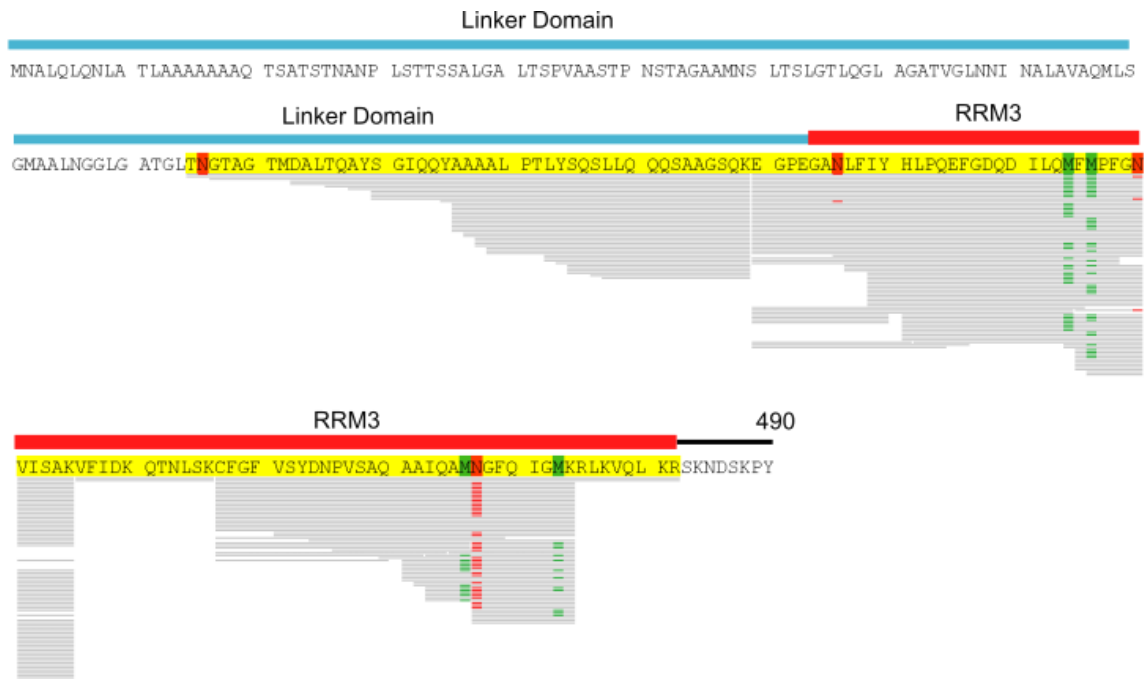 Linker Domain
MNALQLQNLA TLAAAAAAAQ TSATSTNANP LSTTSSALGA LTSPVAASTP NSTAGAAMNS LTSLGTLQGL AGATVGLNNI NALAVAQMLS
Linker Domain RRM3
GMAALNGGLG ATGLTNGTAG TMDALTQAYS GIQQYAAAAL PTLYSQSLLQ QQSAAGSQKE GPEGANLFIY HLPQEFGDQD ILQMFMPFGN
RRM3 490
VISAKVFIDK QTNLSKCFGF VSYDNPVSAQ AAIQAMNGFQ IGMKRLKVQL KRSKNDSKPY